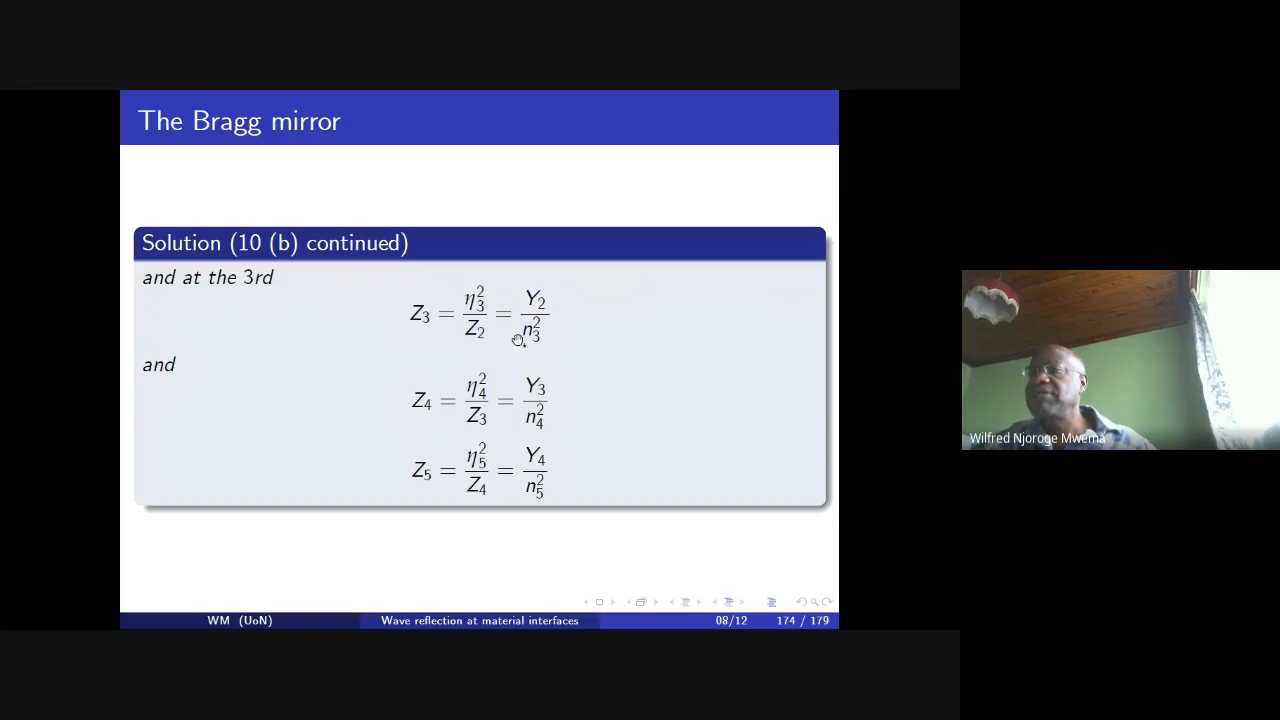 The Bragg mirror
Solution (10 (b) continued)
and at the 3rd
Z₃ = η₃² / Z₂ = Y₂ / n₃²
and
Z₄ = η₄² / Z₃ = Y₃ / n₄²
Z₅ = η₅² / Z₄ = Y₄ / n₅²
WM (UoN) Wave reflection at material interfaces 08/12 174 / 179
Wilfred Njoroge Mwema